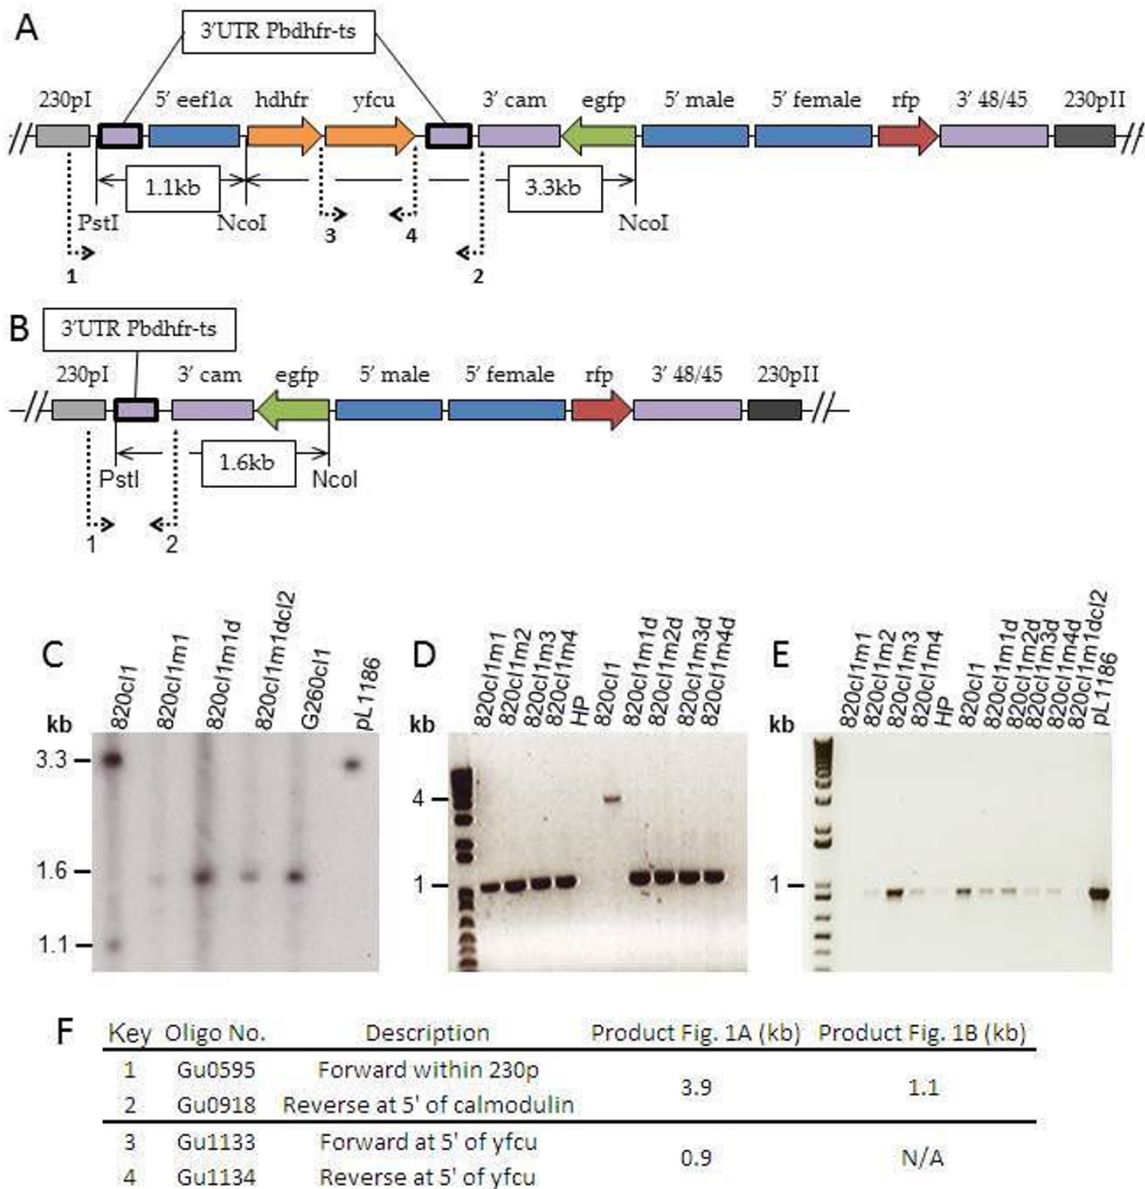 A
3'UTR Pbdhfr-ts
230pI 5' eef1α hdhfr yfcu 3' cam egfp 5' male 5' female rfp 3' 48/45 230pII
1.1kb 3.3kb
PstI NcoI NcoI
3 4
1 2
B
3'UTR Pbdhfr-ts
230pI 3' cam egfp 5' male 5' female rfp 3' 48/45 230pII
1.6kb
PstI NcoI
1 2
C
820cl1 820cl1m1 820cl1m1d 820cl1m1dcl2 G260cl1 pL1186
kb
3.3
1.6
1.1
D
820cl1m1 820cl1m2 820cl1m3 820cl1m4 HP 820cl1 820cl1m1d 820cl1m2d 820cl1m3d 820cl1m4d
kb
4
1
E
820cl1m1 820cl1m2 820cl1m3 820cl1m4 HP 820cl1 820cl1m1d 820cl1m2d 820cl1m3d 820cl1m4d 820cl1m1dcl2 pL1186
kb
1
F
Key Oligo No. Description Product Fig. 1A (kb) Product Fig. 1B (kb)
1 Gu0595 Forward within 230p
3.9 1.1
2 Gu0918 Reverse at 5' of calmodulin
3 Gu1133 Forward at 5' of yfcu
0.9 N/A
4 Gu1134 Reverse at 5' of yfcu